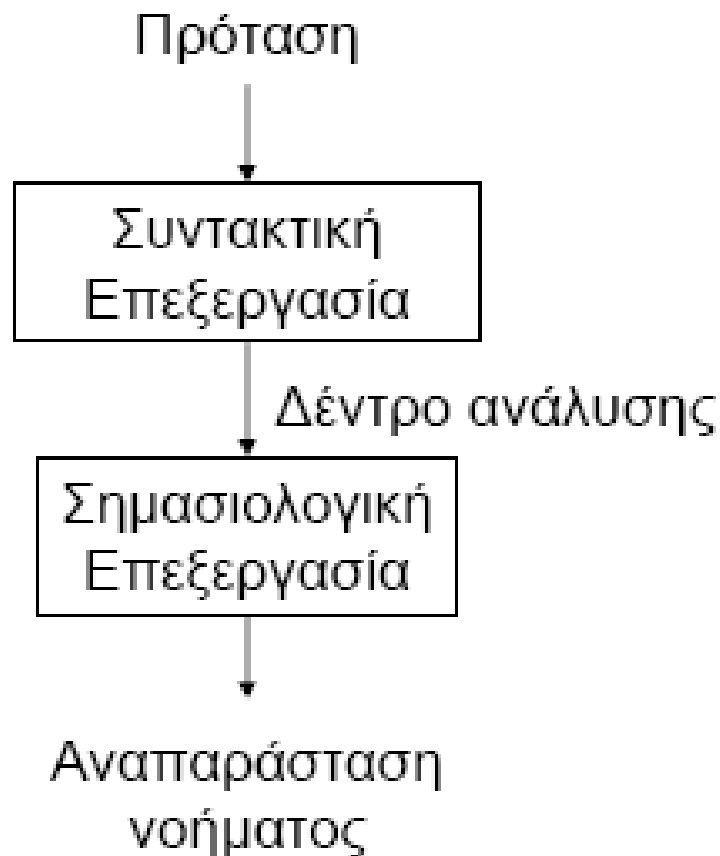 Πρόταση
Συντακτική
Επεξεργασία
Δέντρο ανάλυσης
Σημασιολογική
Επεξεργασία
Αναπαράσταση
νοήματος